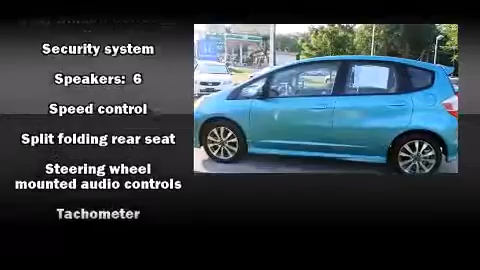 Security system
Speakers: 6
Speed control
Split folding rear seat
Steering wheel
mounted audio controls
Tachometer